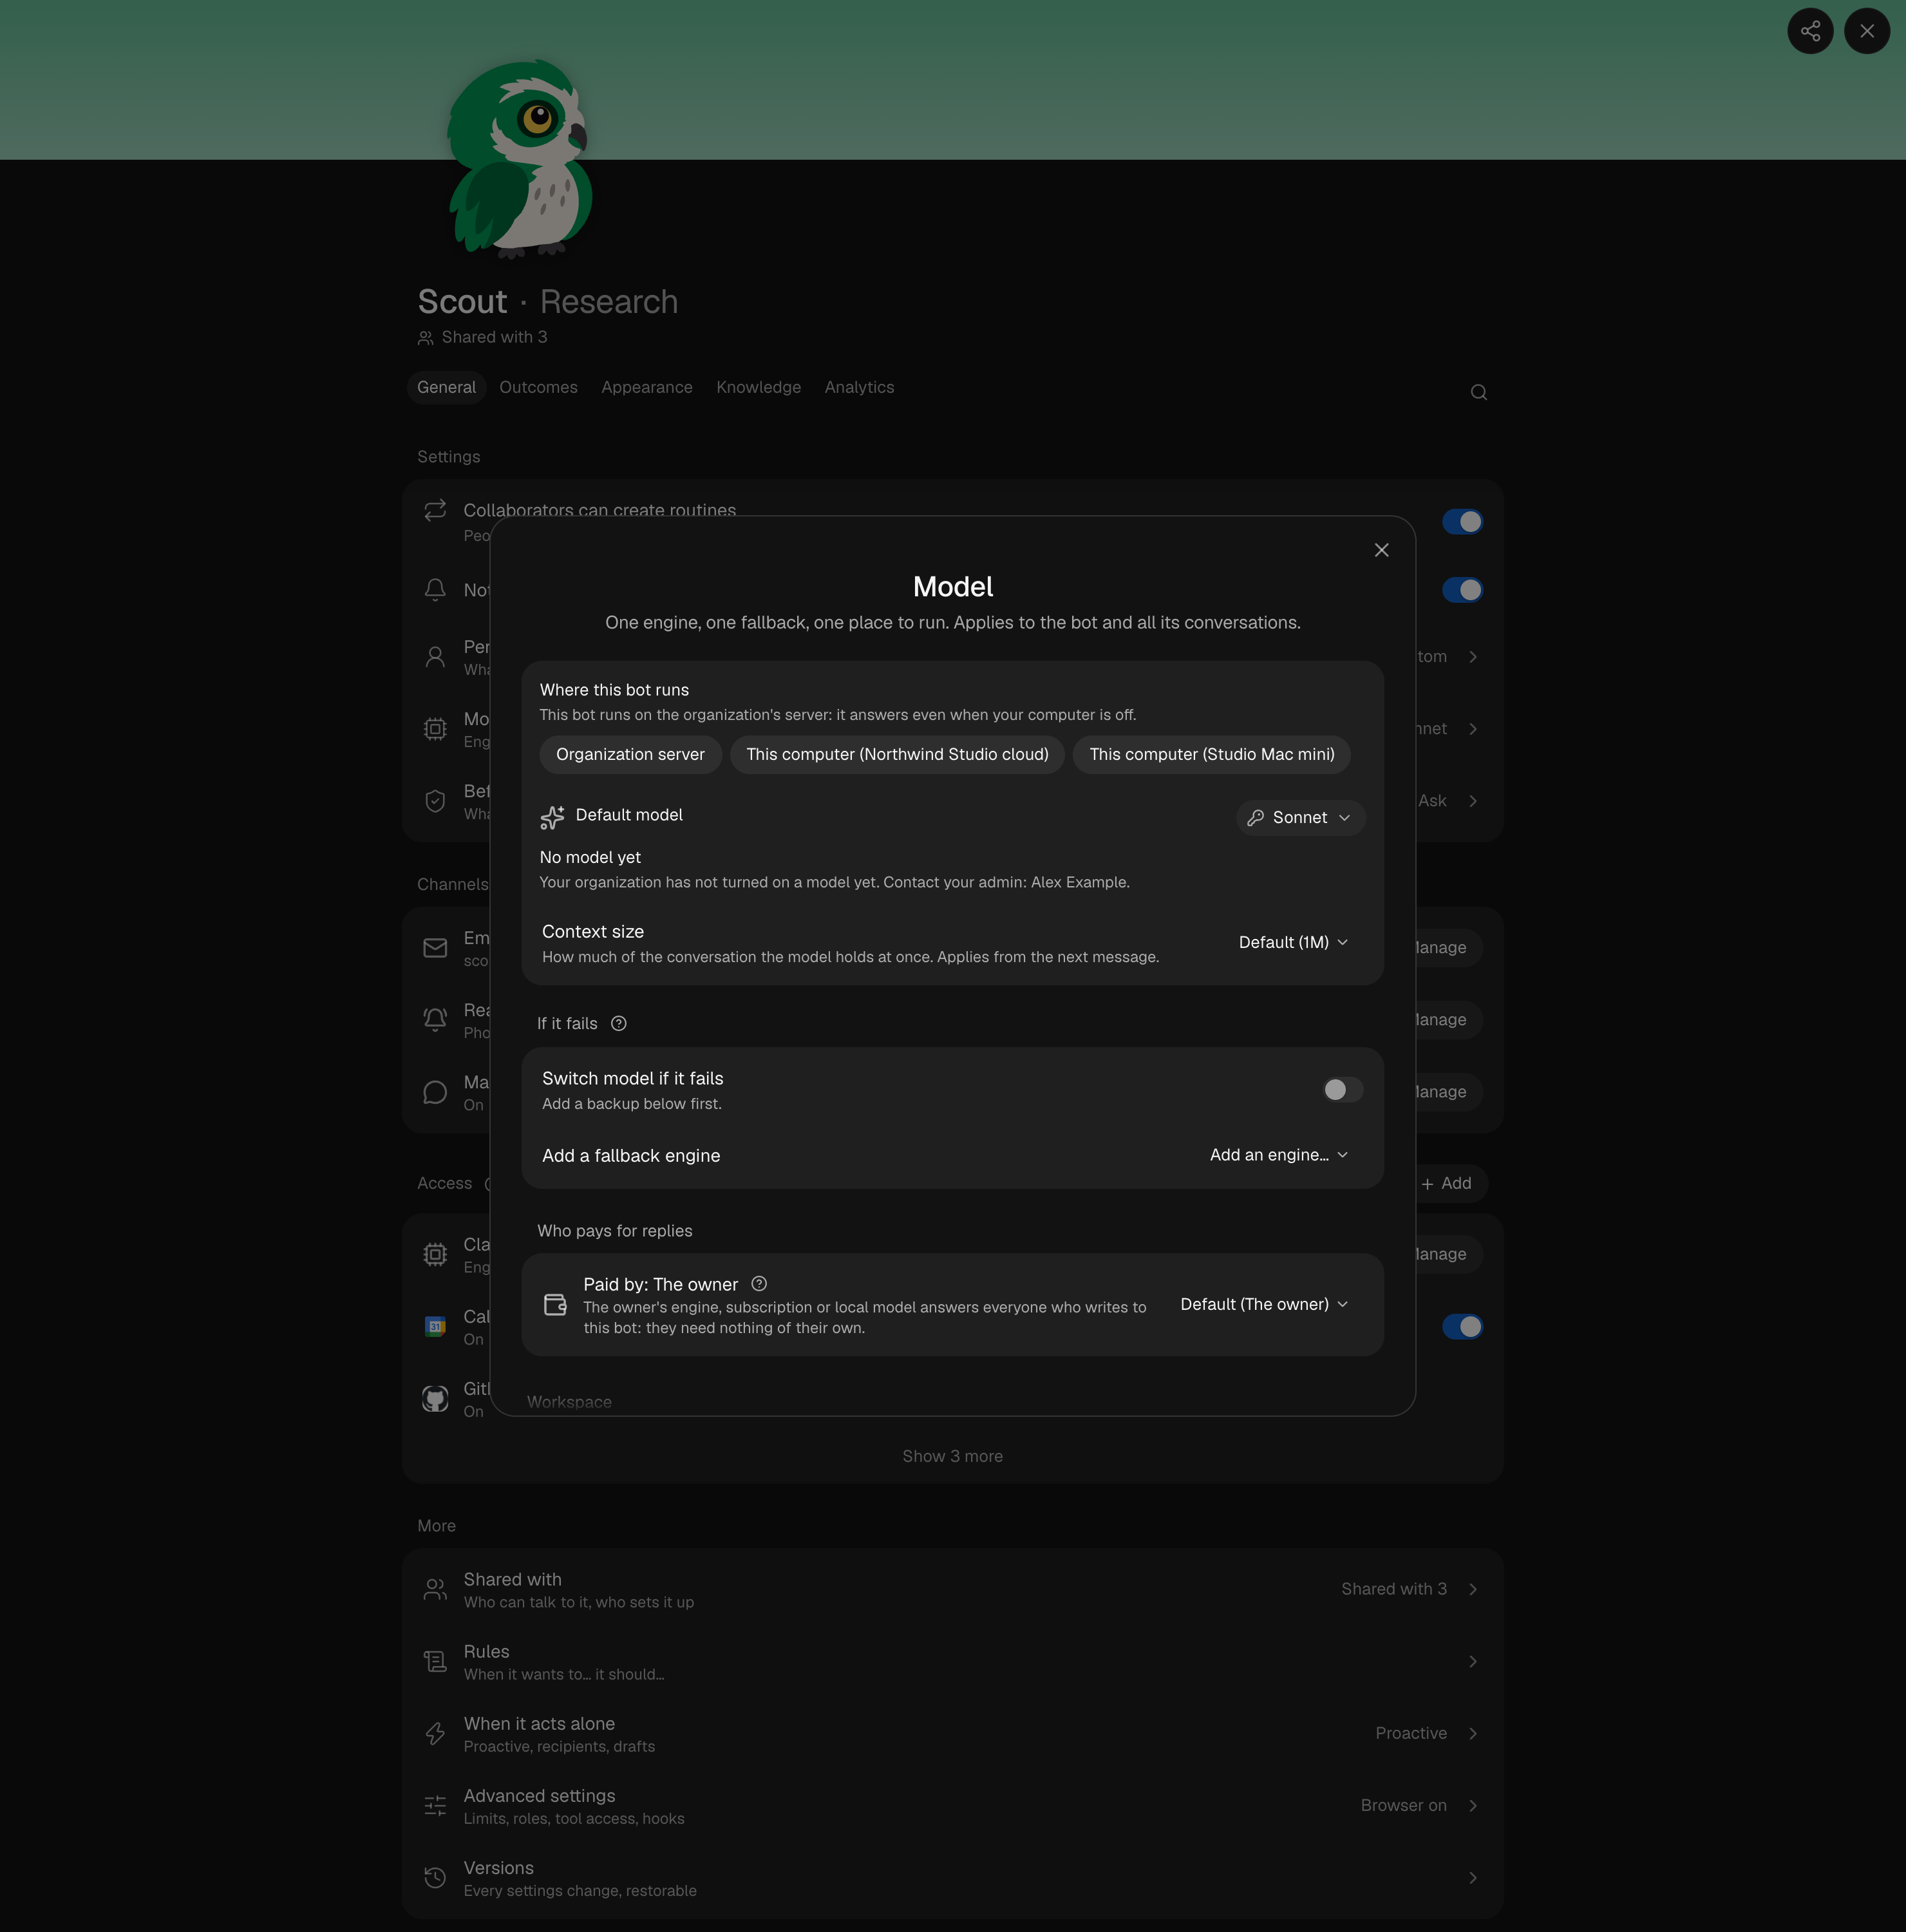 Scout · Research
Shared with 3
General Outcomes Appearance Knowledge Analytics
Settings
Collaborators can create routines
Model
One engine, one fallback, one place to run. Applies to the bot and all its conversations.
Where this bot runs
This bot runs on the organization's server: it answers even when your computer is off.
Organization server This computer (Northwind Studio cloud) This computer (Studio Mac mini)
Default model Sonnet
No model yet
Your organization has not turned on a model yet. Contact your admin: Alex Example.
Context size Default (1M)
How much of the conversation the model holds at once. Applies from the next message.
If it fails
Switch model if it fails
Add a backup below first.
Add a fallback engine Add an engine...
Who pays for replies
Paid by: The owner
The owner's engine, subscription or local model answers everyone who writes to
this bot: they need nothing of their own.
Default (The owner)
Workspace
Ask
Channels
On
Access
Add
31
On
On
Show 3 more
More
Shared with
Who can talk to it, who sets it up
Shared with 3
Rules
When it wants to... it should...
When it acts alone
Proactive, recipients, drafts
Proactive
Advanced settings
Limits, roles, tool access, hooks
Browser on
Versions
Every settings change, restorable